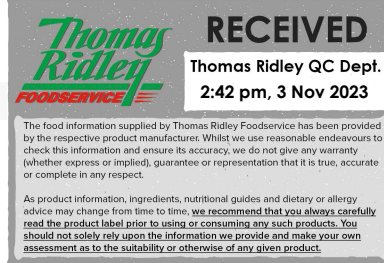 Thomas
Ridley
FOODSERVICE
RECEIVED
Thomas Ridley QC Dept.
2:42 pm, 3 Nov 2023
The food information supplied by Thomas Ridley Foodservice has been provided
by the respective product manufacturer. Whilst we use reasonable endeavours to
check this information and ensure its accuracy, we do not give any warranty
(whether express or implied), guarantee or representation that it is true, accurate
or complete in any respect.
As product information, ingredients, nutritional guides and dietary or allergy
advice may change from time to time, we recommend that you always carefully
read the product label prior to using or consuming any such products. You
should not solely rely upon the information we provide and make your own
assessment as to the suitability or otherwise of any given product.